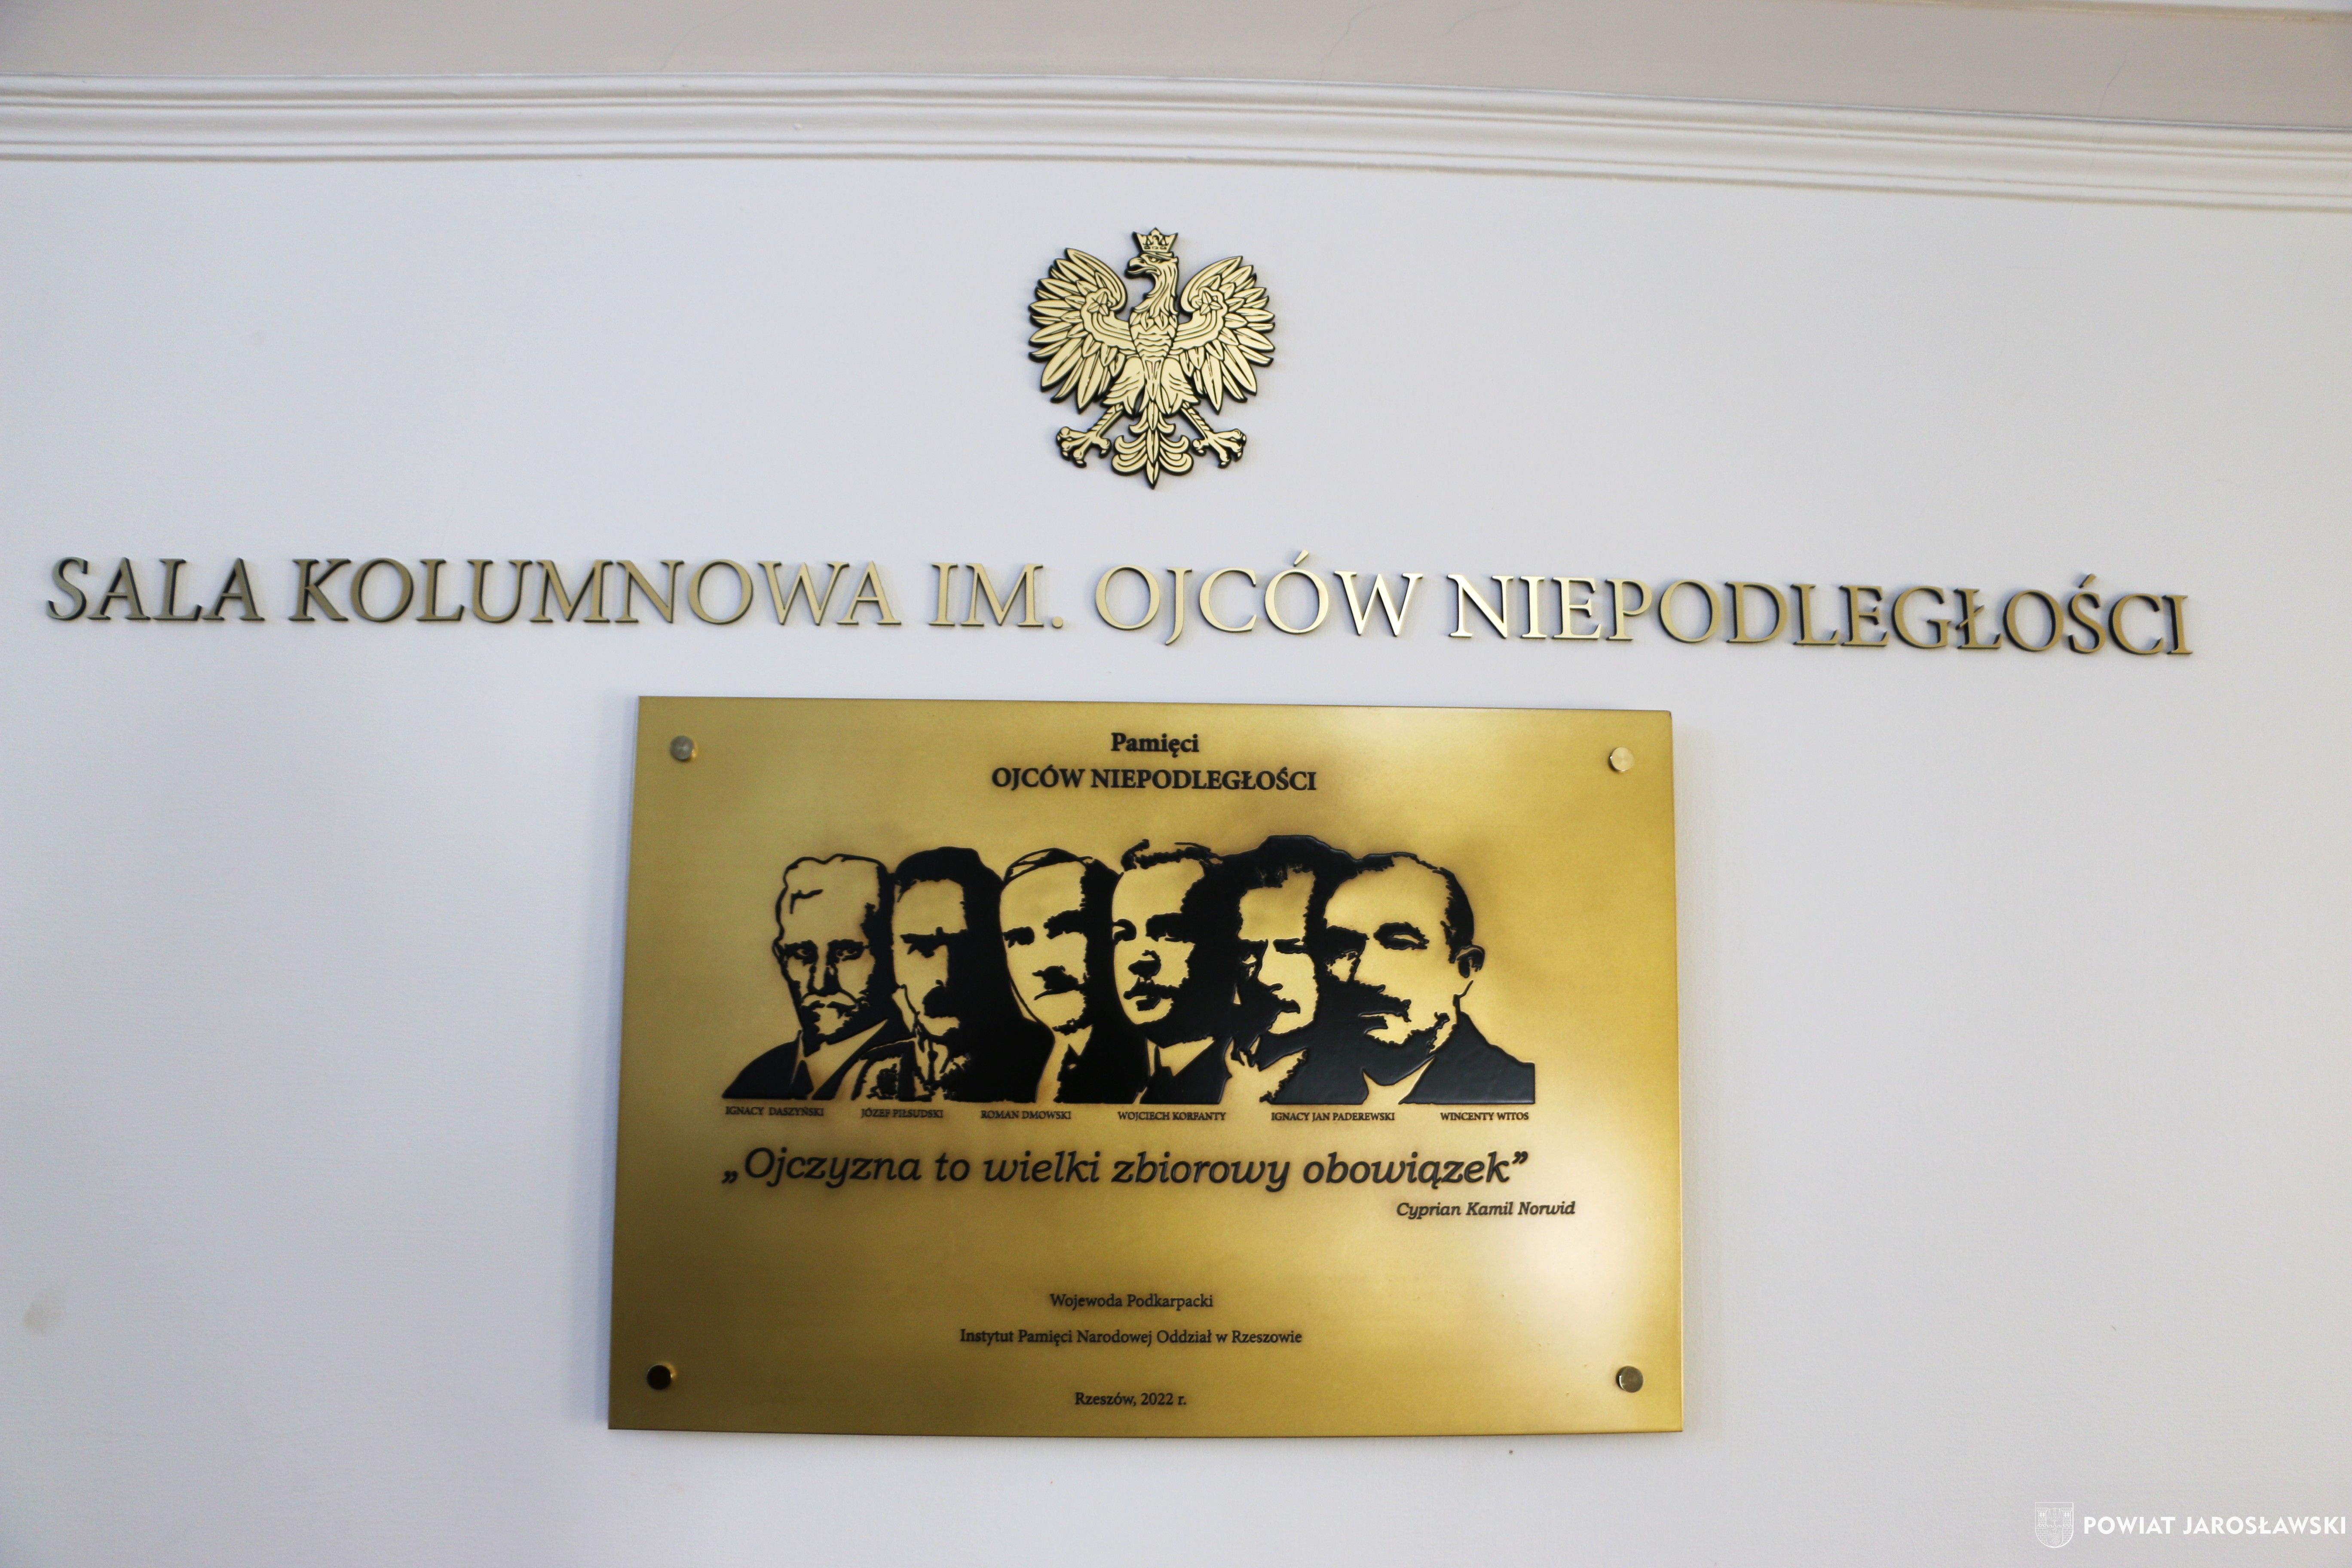 SALA KOLUMNOWA IM. OJCÓW NIEPODLEGŁOŚCI
Pamięci
OJCÓW NIEPODLEGŁOŚCI
IGNACY DASZYŃSKI JÓZEF PIŁSUDSKI ROMAN DMOWSKI WOJCIECH KORFANTY IGNACY JAN PADEREWSKI WINCENTY WITOS
„Ojczyzna to wielki zbiorowy obowiązek”
Cyprian Kamil Norwid
Wojewoda Podkarpacki
Instytut Pamięci Narodowej Oddział w Rzeszowie
Rzeszów, 2022 r.
POWIAT JAROSŁAWSKI